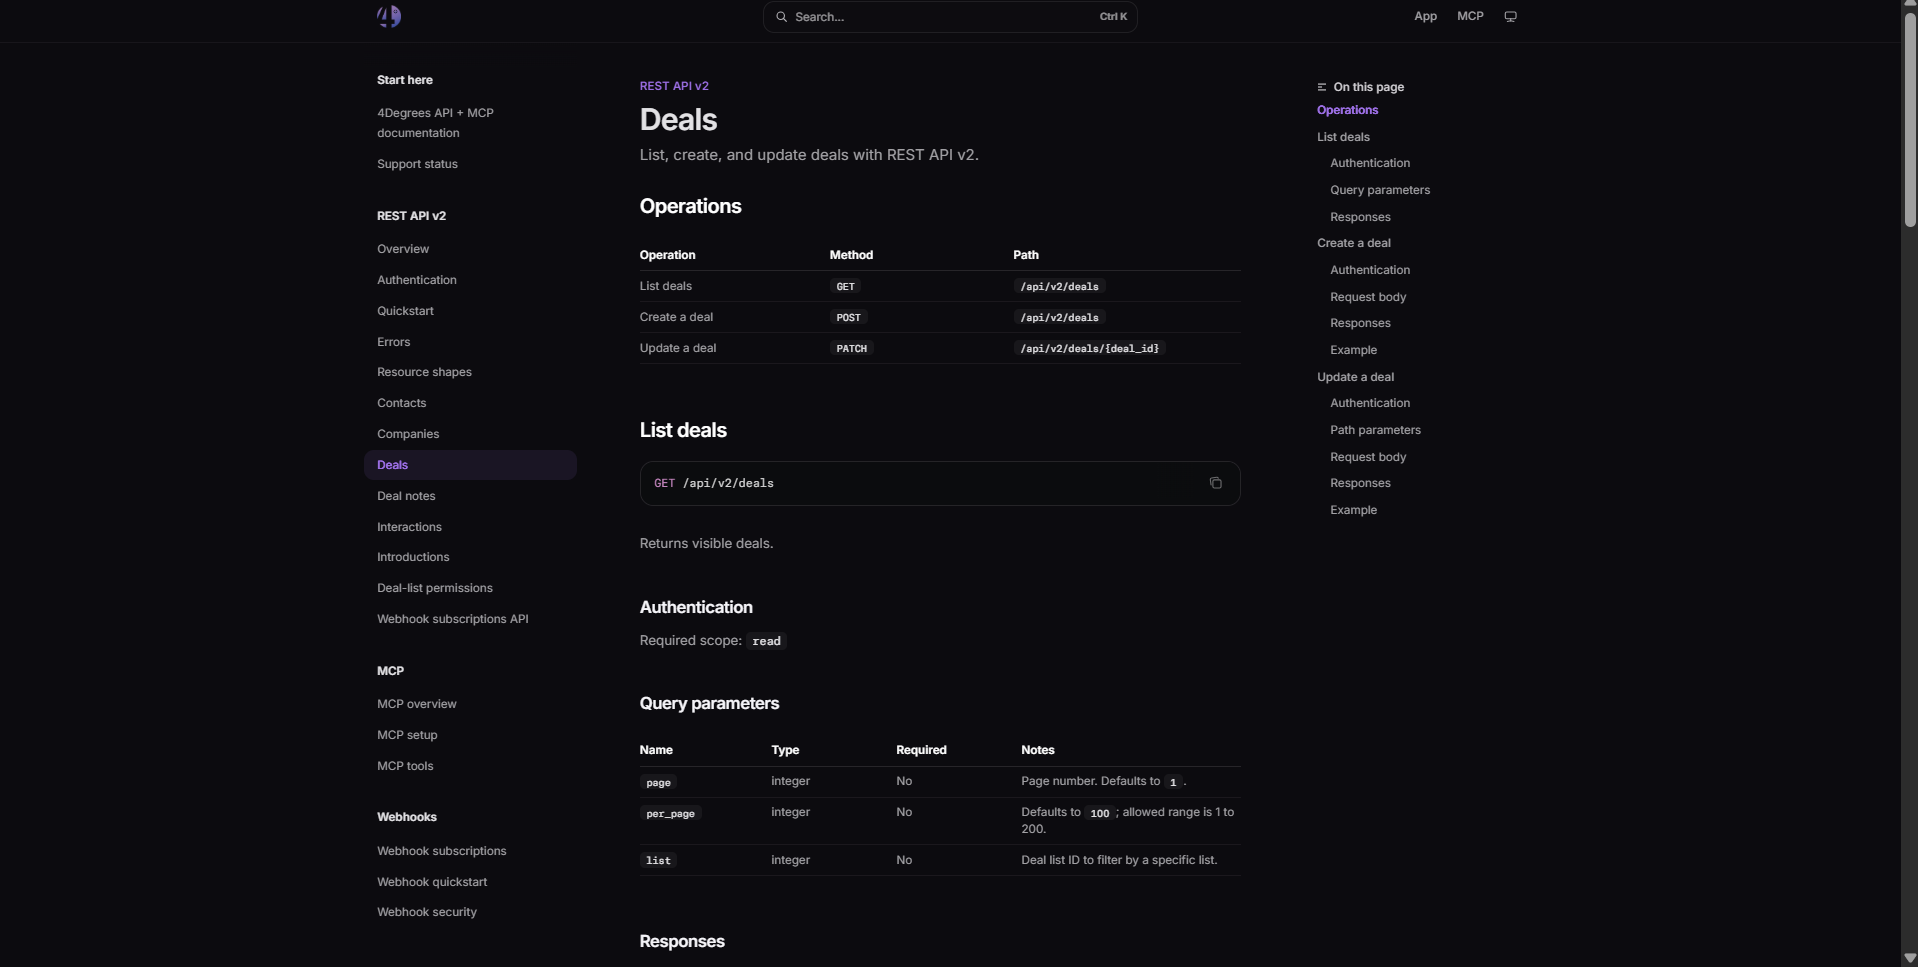 4
Search...
Ctrl K
App
MCP
Start here
4Degrees API + MCP
documentation
Support status
REST API v2
Overview
Authentication
Quickstart
Errors
Resource shapes
Contacts
Companies
Deals
Deal notes
Interactions
Introductions
Deal-list permissions
Webhook subscriptions API
MCP
MCP overview
MCP setup
MCP tools
Webhooks
Webhook subscriptions
Webhook quickstart
Webhook security
REST API v2
Deals
List, create, and update deals with REST API v2.
Operations
Operation Method Path
List deals GET /api/v2/deals
Create a deal POST /api/v2/deals
Update a deal PATCH /api/v2/deals/{deal_id}
List deals
GET /api/v2/deals
Returns visible deals.
Authentication
Required scope: read
Query parameters
Name Type Required Notes
page integer No Page number. Defaults to 1 .
per_page integer No Defaults to 100 ; allowed range is 1 to
200.
list integer No Deal list ID to filter by a specific list.
Responses
On this page
Operations
List deals
Authentication
Query parameters
Responses
Create a deal
Authentication
Request body
Responses
Example
Update a deal
Authentication
Path parameters
Request body
Responses
Example